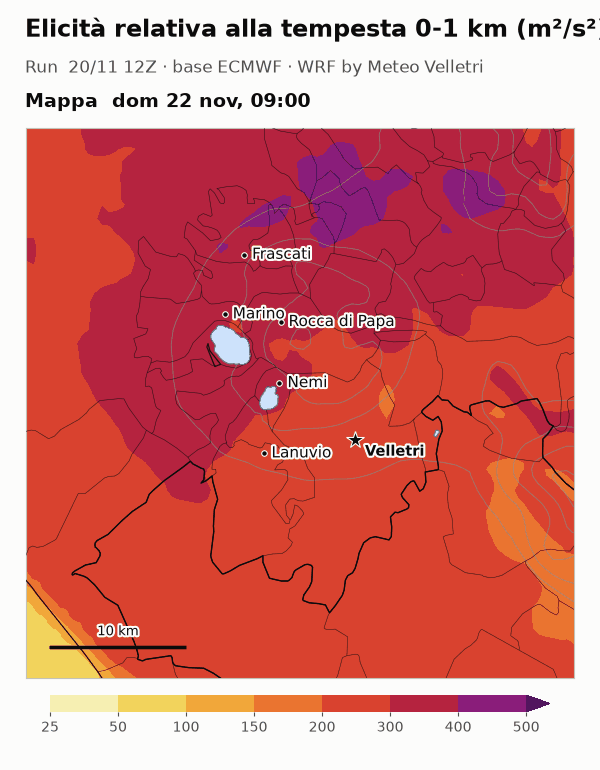 Elicità relativa alla tempesta 0-1 km (m²/s²)
Run  20/11 12Z · base ECMWF · WRF by Meteo Velletri
Mappa  dom 22 nov, 09:00
Frascati
Marino
Rocca di Papa
Nemi
Lanuvio
Velletri
10 km
25 50 100 150 200 300 400 500